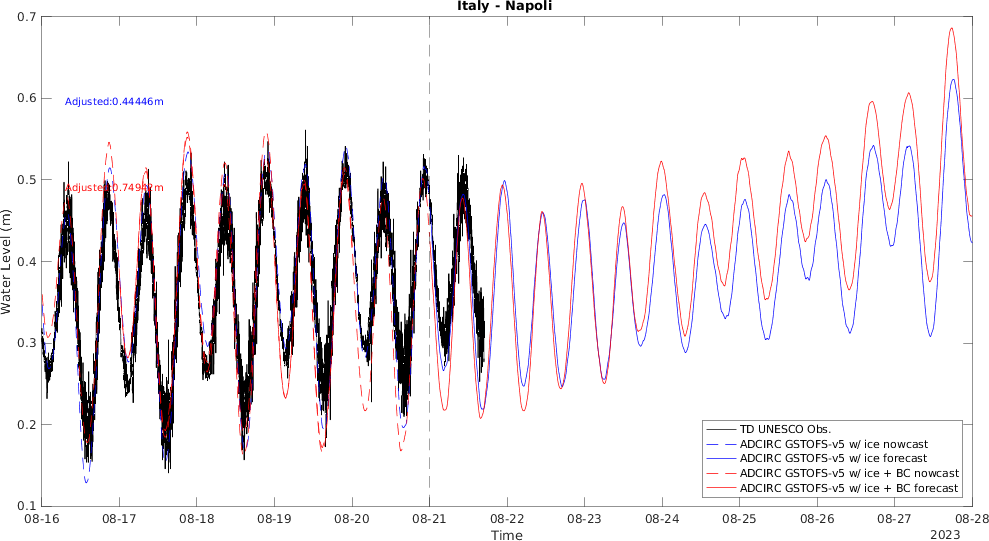 Italy - Napoli
0.7
0.6
0.5
0.4
0.3
0.2
0.1
Water Level (m)
Adjusted:0.44446m
08-16 08-17 08-18 08-19 08-20 08-21 08-22 08-23 08-24 08-25 08-26 08-27 08-28
Time
2023
TD UNESCO Obs.
ADCIRC GSTOFS-v5 w/ ice nowcast
ADCIRC GSTOFS-v5 w/ ice forecast
ADCIRC GSTOFS-v5 w/ ice + BC nowcast
ADCIRC GSTOFS-v5 w/ ice + BC forecast